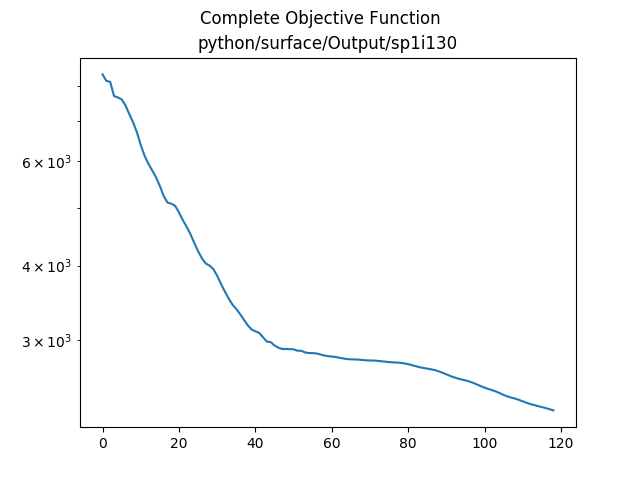 Complete Objective Function
python/surface/Output/sp1i130
6 × 10³
4 × 10³
3 × 10³
0 20 40 60 80 100 120